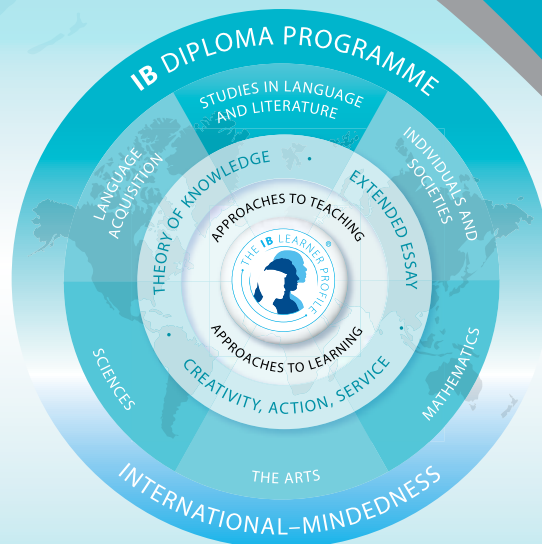 IB DIPLOMA PROGRAMME
STUDIES IN LANGUAGE
AND LITERATURE
LANGUAGE
ACQUISITION
INDIVIDUALS AND
SOCIETIES
THEORY OF KNOWLEDGE
EXTENDED ESSAY
APPROACHES TO TEACHING
THE IB LEARNER PROFILE
®
APPROACHES TO LEARNING
CREATIVITY, ACTION, SERVICE
SCIENCES
MATHEMATICS
THE ARTS
INTERNATIONAL–MINDEDNESS